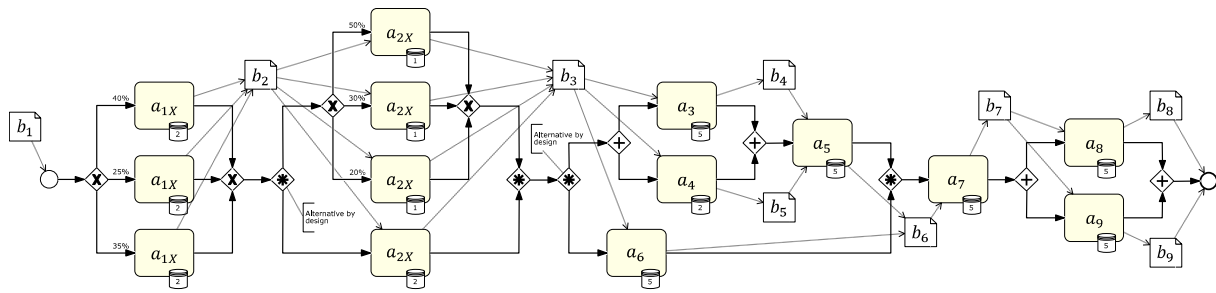 b1
40%
a1X
2
25%
a1X
2
35%
a1X
2
b2
Alternative by
design
50%
a2X
1
30%
a2X
1
20%
a2X
1
a2X
2
b3
Alternative by
design
a3
5
a4
2
b4
b5
a5
5
a6
5
b6
a7
5
b7
a8
5
a9
5
b8
b9